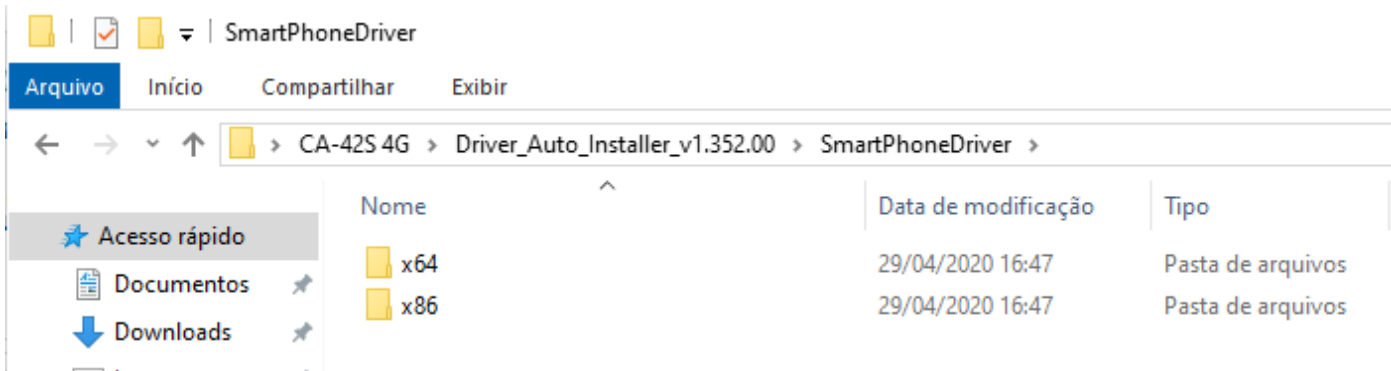 SmartPhoneDriver
Arquivo Início Compartilhar Exibir
CA-42S 4G > Driver_Auto_Installer_v1.352.00 > SmartPhoneDriver >
Nome Data de modificação Tipo
Acesso rápido
x64 29/04/2020 16:47 Pasta de arquivos
Documentos
x86 29/04/2020 16:47 Pasta de arquivos
Downloads